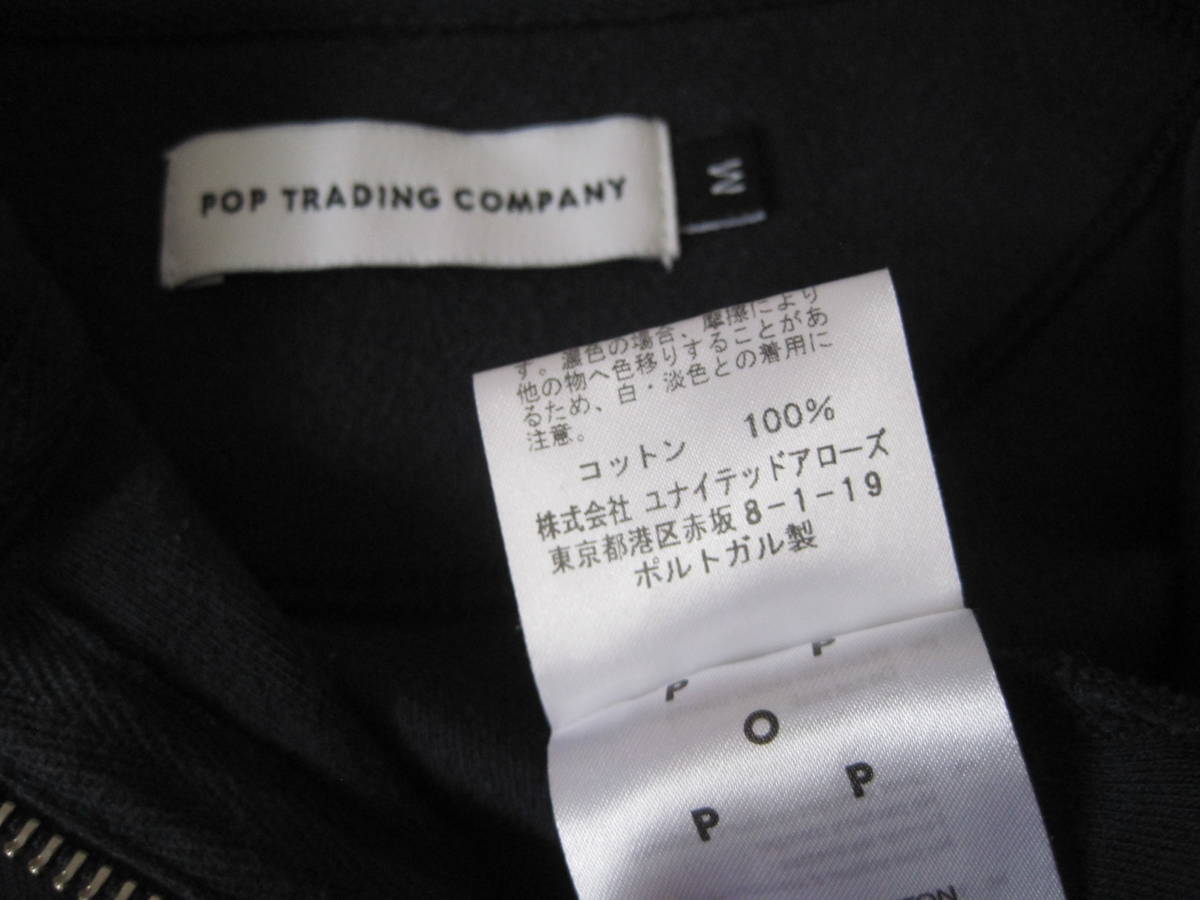 POP TRADING COMPANY
M
す。濃色の場合、摩擦により
他の物へ色移りすることがあ
るため、白・淡色との着用に
注意。
コットン 100%
株式会社 ユナイテッドアローズ
東京都港区赤坂8-1-19
ポルトガル製
P
P
O
P
P